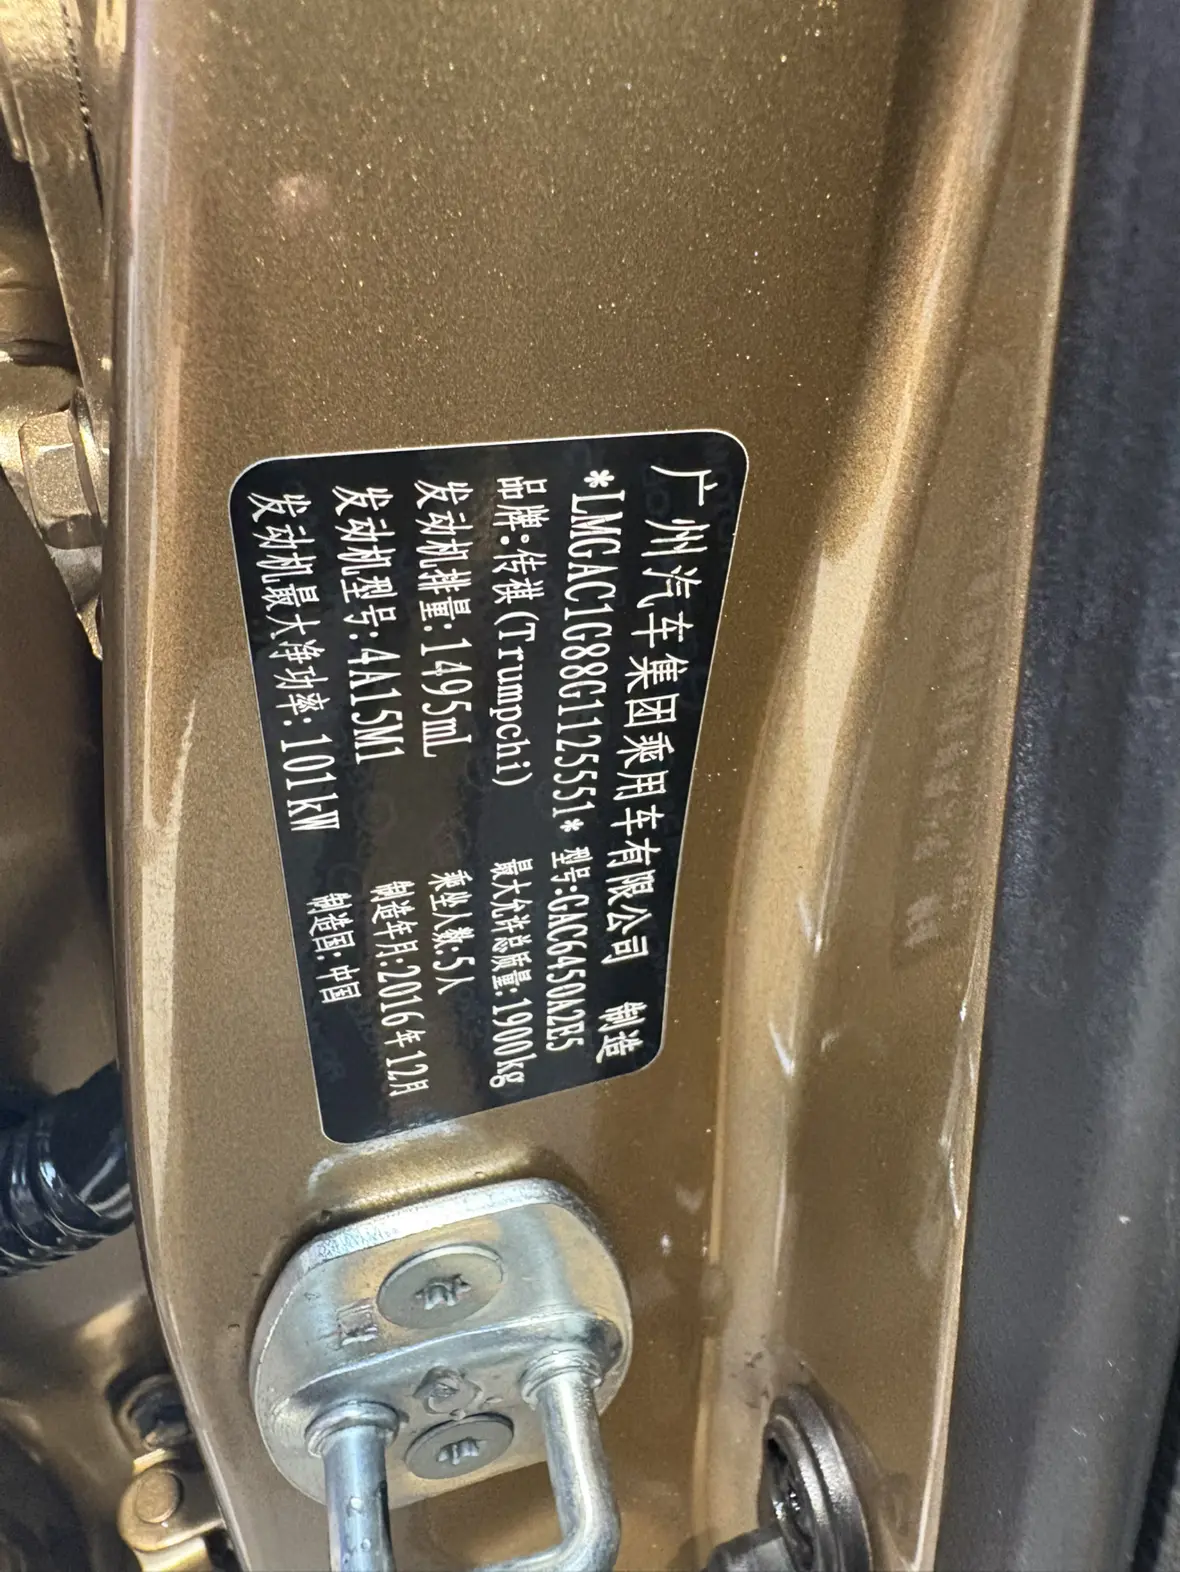 广州汽车集团乘用车有限公司 制造
*LMGAC1G88G1125551* 型号:GAC6450A2E5
品牌:传祺(Trumpchi) 最大允许总质量:1900kg
发动机排量:1495mL 乘坐人数:5人
发动机型号:4A15M1 制造年月:2016年12月
发动机最大净功率:101kW 制造国:中国